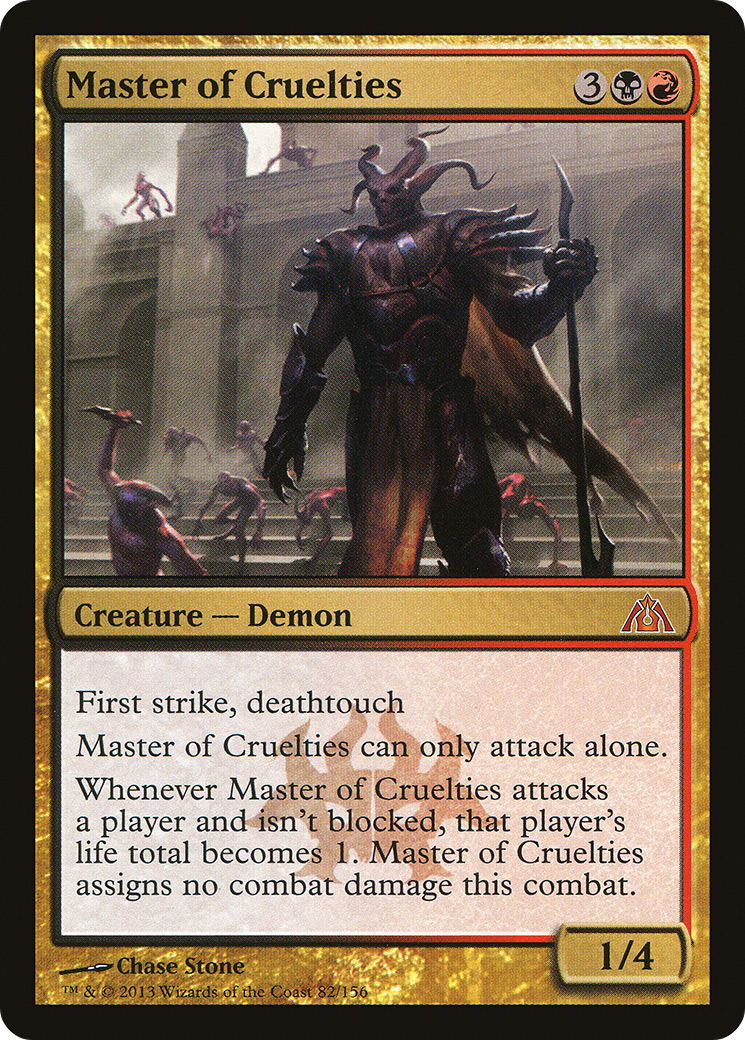 Master of Cruelties 3
Creature — Demon
First strike, deathtouch
Master of Cruelties can only attack alone.
Whenever Master of Cruelties attacks
a player and isn't blocked, that player's
life total becomes 1. Master of Cruelties
assigns no combat damage this combat.
1/4
Chase Stone
™ & © 2013 Wizards of the Coast 82/156